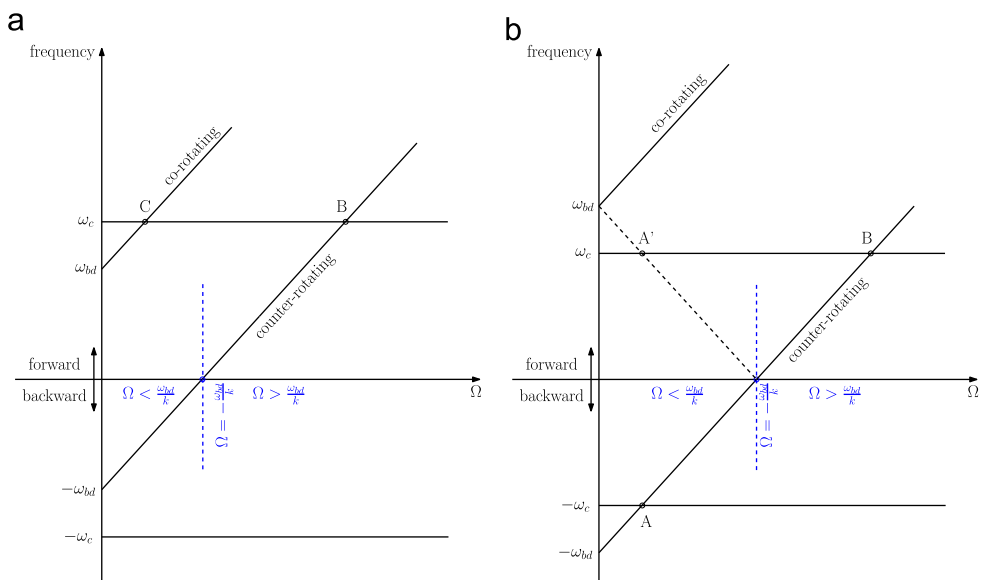 a
frequency
co-rotating
C
B
ω_c
ω_bd
counter-rotating
forward
backward
Ω < ω_bd/k
Ω = ω_bd/k
Ω > ω_bd/k
Ω
−ω_bd
−ω_c
b
frequency
co-rotating
ω_bd
A'
B
ω_c
counter-rotating
forward
backward
Ω < ω_bd/k
Ω = ω_bd/k
Ω > ω_bd/k
Ω
−ω_c
A
−ω_bd